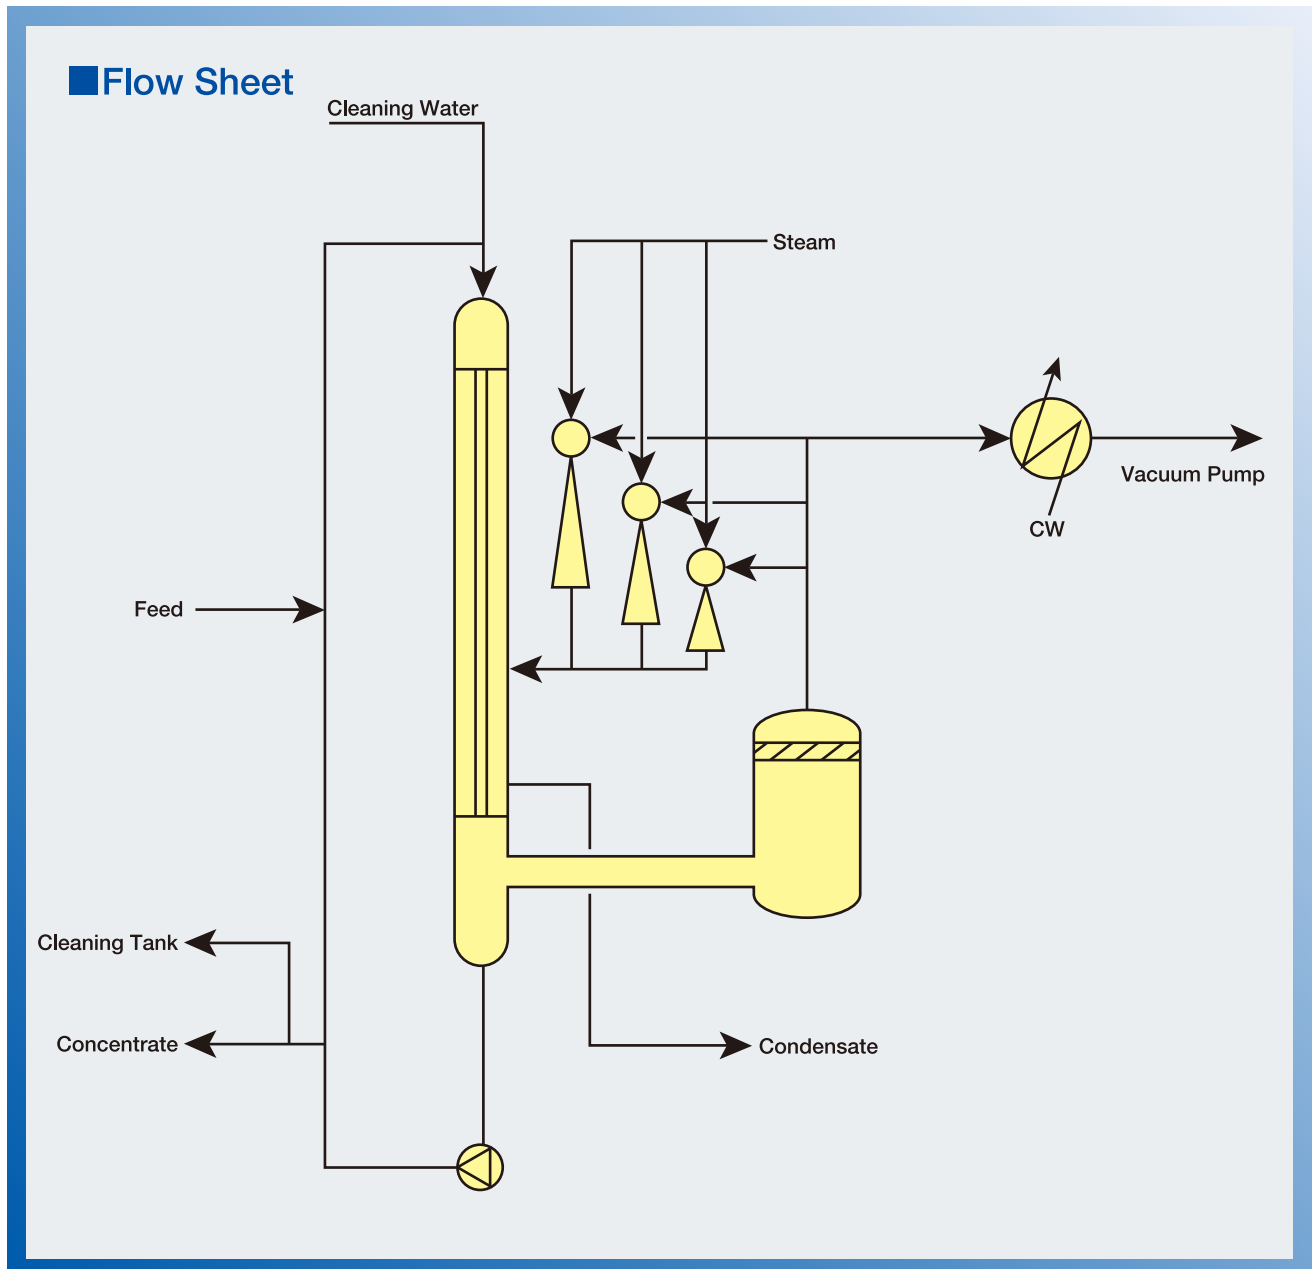 Flow Sheet
Cleaning Water
Steam
Vacuum Pump
CW
Feed
Cleaning Tank
Concentrate
Condensate